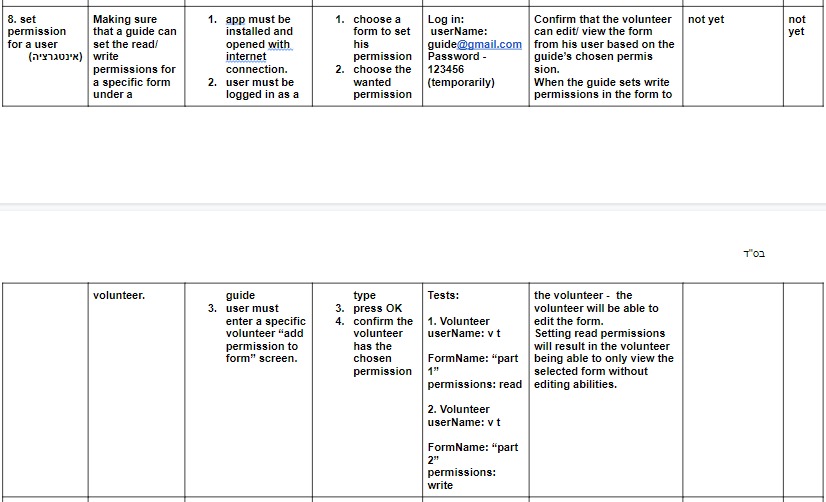 8. set
permission
for a user
(אינטגרציה)
Making sure
that a guide can
set the read/
write
permissions for
a specific form
under a
1. app must be
installed and
opened with
internet
connection.
2. user must be
logged in as a
1. choose a
form to set
his
permission
2. choose the
wanted
permission
Log in:
userName:
guide@gmail.com
Password -
123456
(temporarily)
Confirm that the volunteer
can edit/ view the form
from his user based on the
guide's chosen permis
sion.
When the guide sets write
permissions in the form to
not yet
not
yet
בס"ד
volunteer.
guide
3. user must
enter a specific
volunteer “add
permission to
form” screen.
type
3. press OK
4. confirm the
volunteer
has the
chosen
permission
Tests:
1. Volunteer
userName: v t
FormName: “part
1”
permissions: read
2. Volunteer
userName: v t
FormName: “part
2”
permissions:
write
the volunteer - the
volunteer will be able to
edit the form.
Setting read permissions
will result in the volunteer
being able to only view the
selected form without
editing abilities.